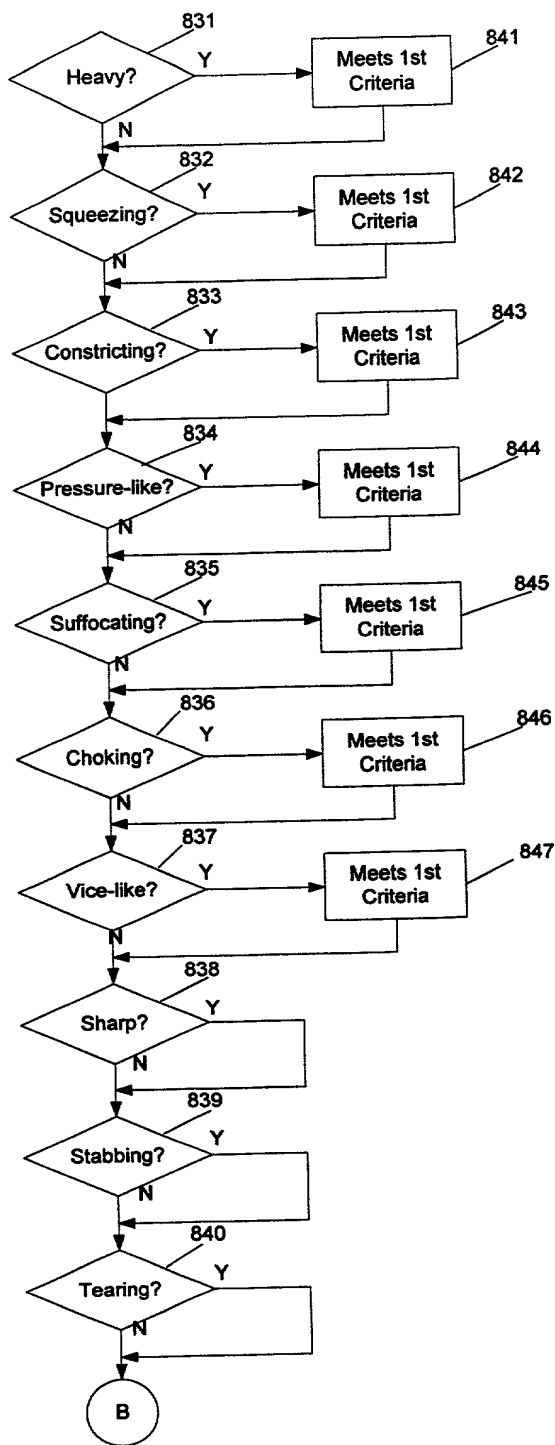 831
Heavy?
Y
Meets 1st
Criteria
841
N
832
Squeezing?
Y
Meets 1st
Criteria
842
N
833
Constricting?
Y
Meets 1st
Criteria
843
834
Pressure-like?
Y
Meets 1st
Criteria
844
N
835
Suffocating?
Y
Meets 1st
Criteria
845
N
836
Choking?
Y
Meets 1st
Criteria
846
N
837
Vice-like?
Y
Meets 1st
Criteria
847
N
838
Sharp?
Y
N
839
Stabbing?
Y
N
840
Tearing?
Y
N
B